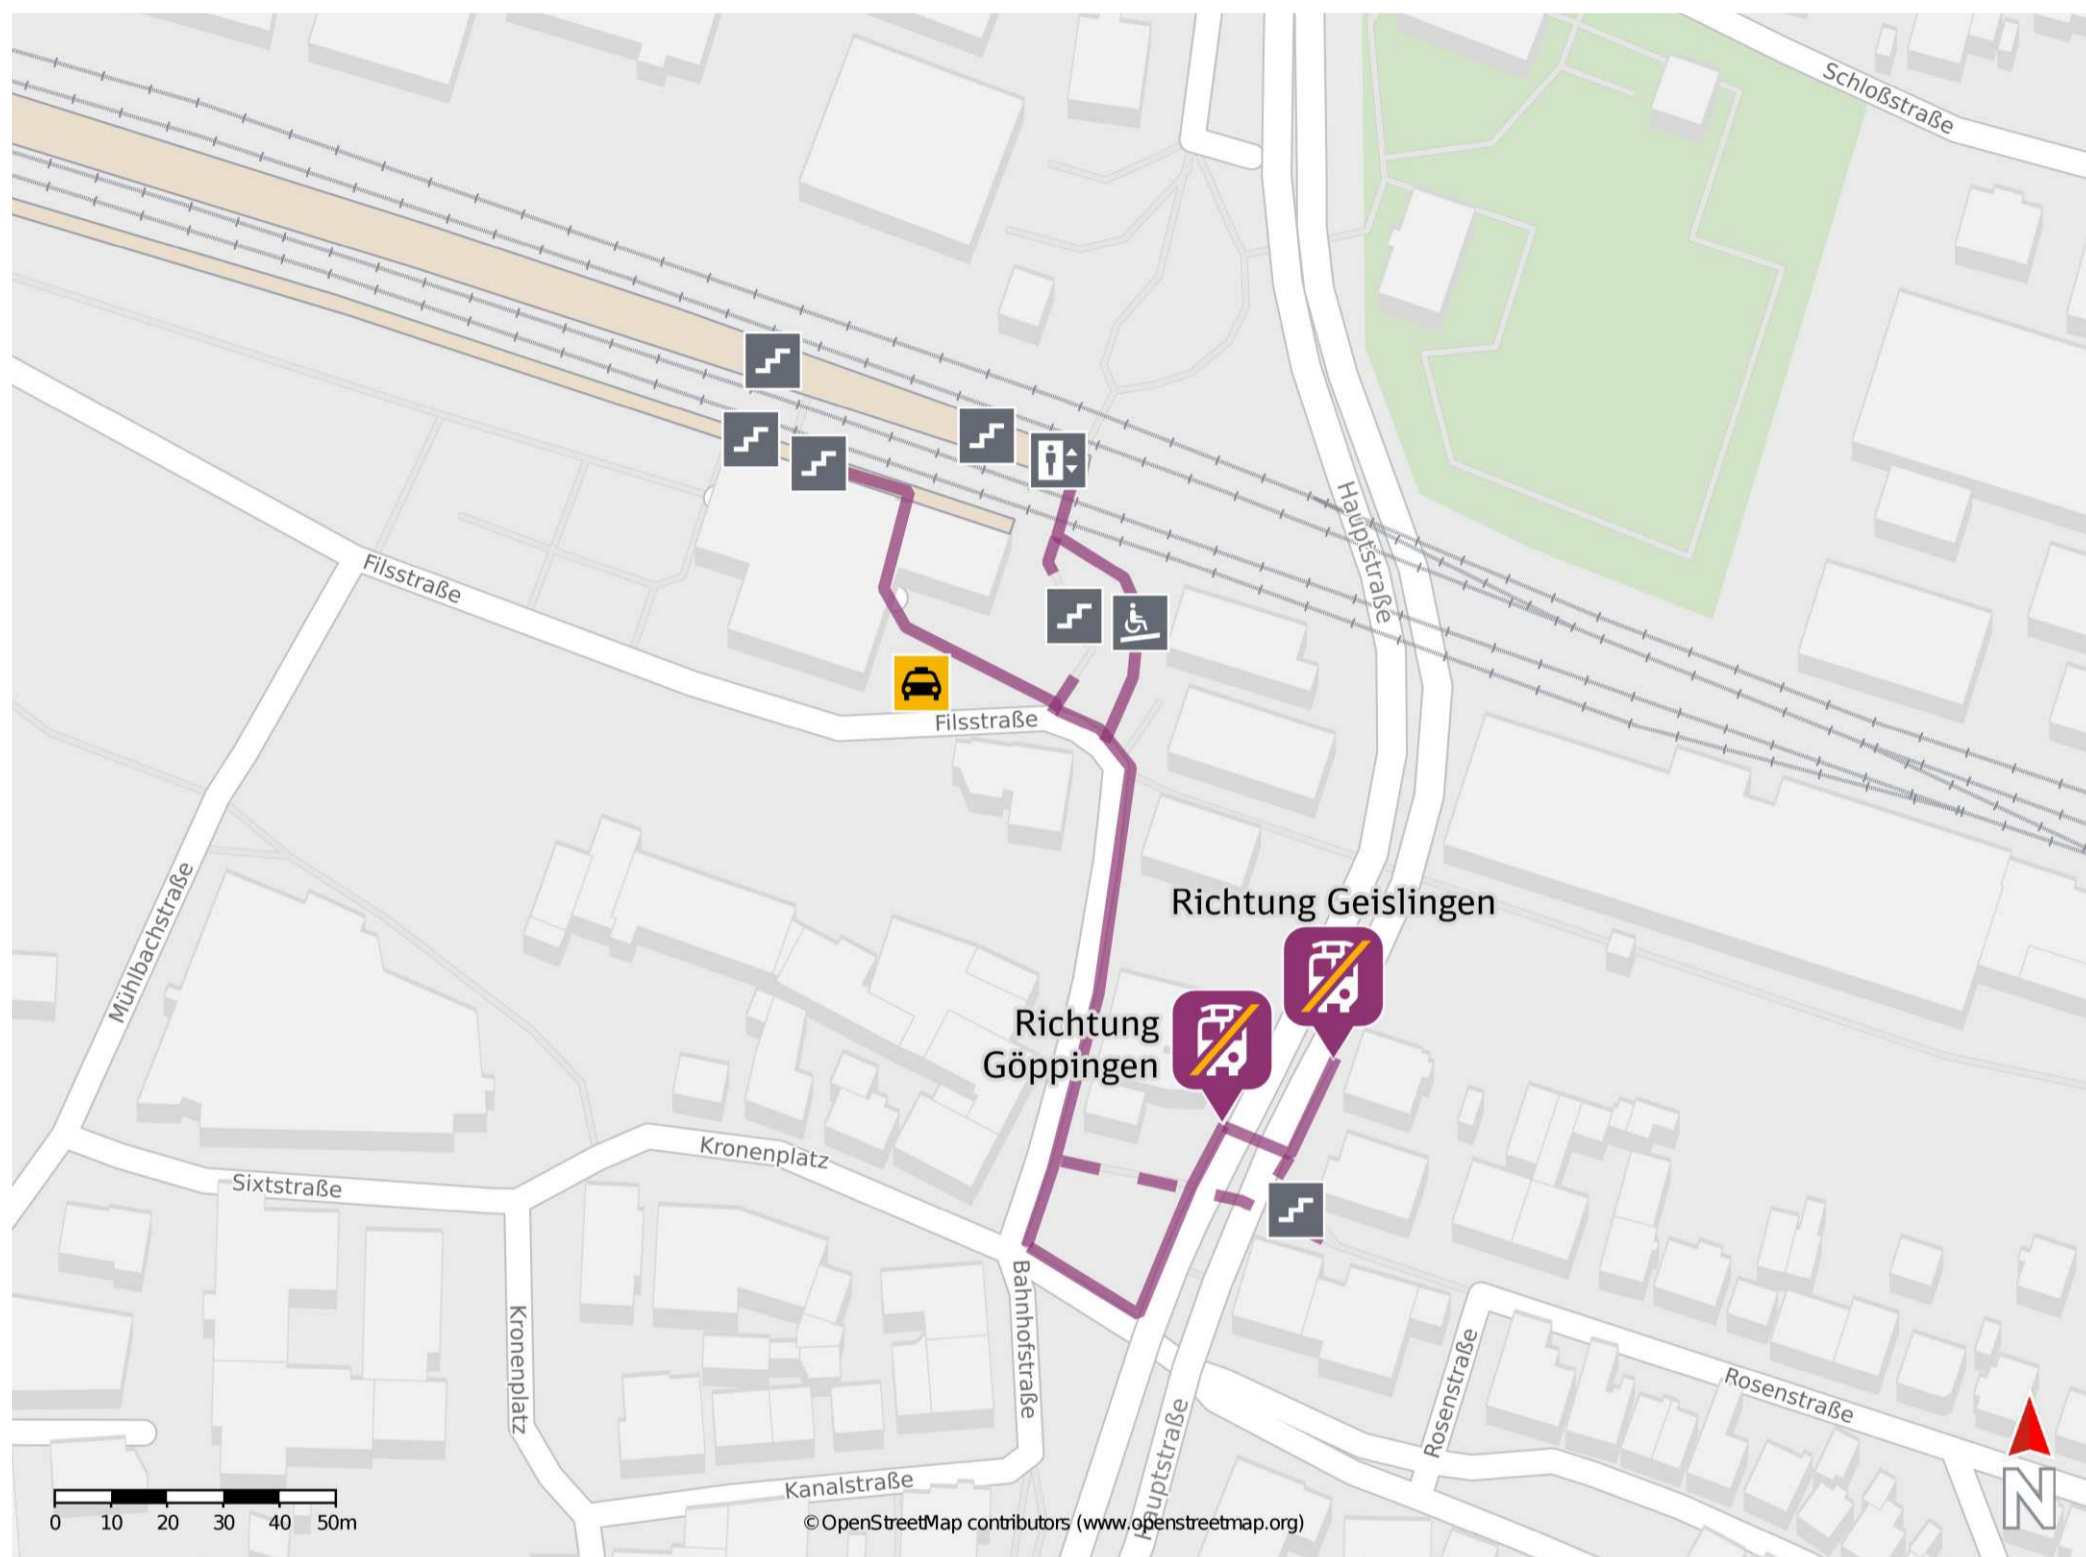 Schloßstraße
Hauptstraße
Filsstraße
Filsstraße
Mühlbachstraße
Richtung Geislingen
Richtung
Göppingen
Kronenplatz
Sixtstraße
Kronenplatz
Bahnhofstraße
Rosenstraße
Rosenstraße
Hauptstraße
Kanalstraße
0 10 20 30 40 50m
© OpenStreetMap contributors (www.openstreetmap.org)
N